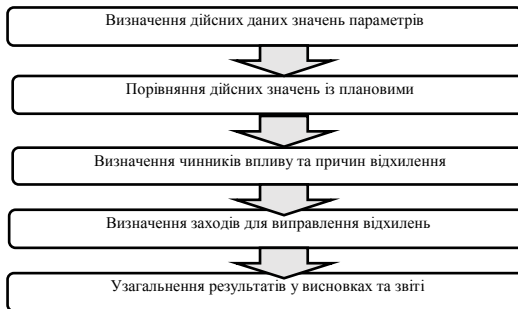 Визначення дійсних даних значень параметрів
Порівняння дійсних значень із плановими
Визначення чинників впливу та причин відхилення
Визначення заходів для виправлення відхилень
Узагальнення результатів у висновках та звіті